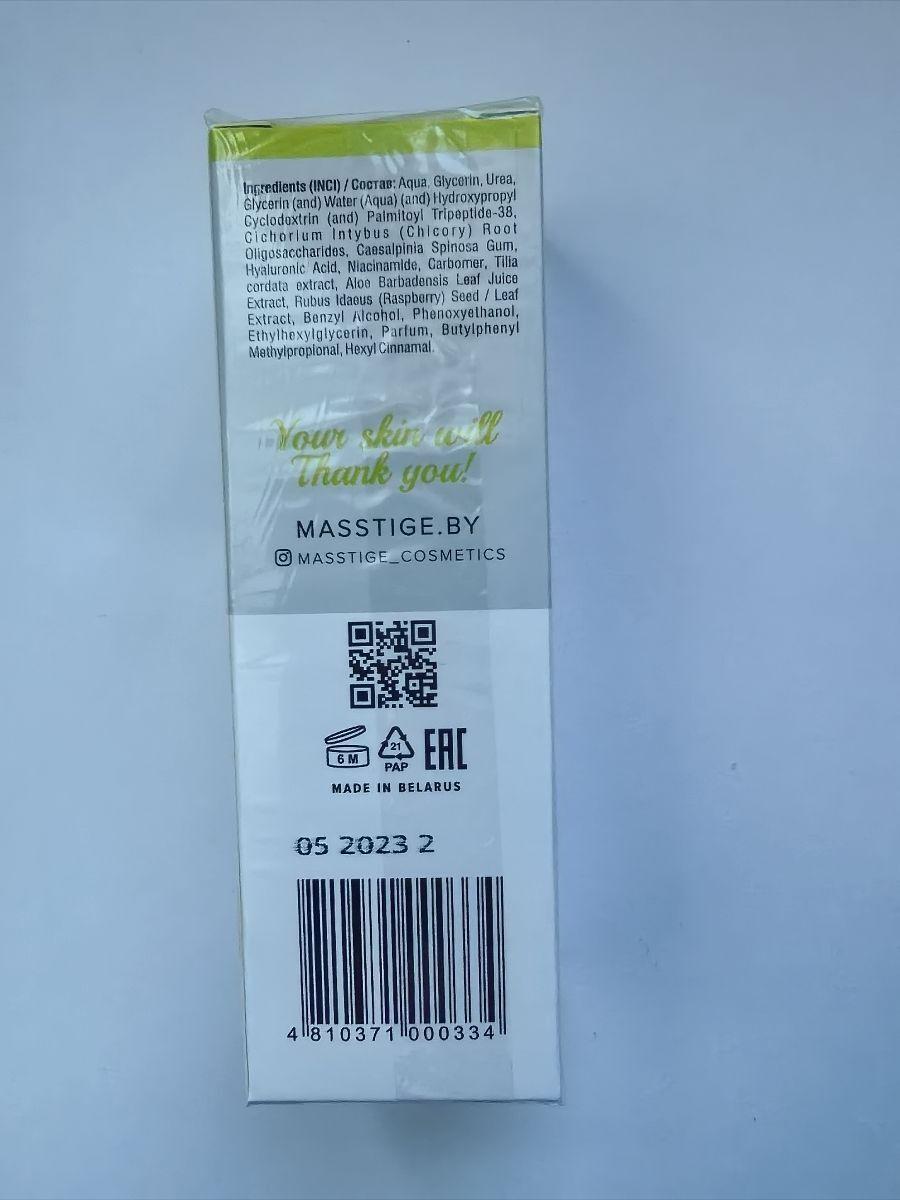 Ingredients (INCI) / Состав: Aqua, Glycerin, Urea,
Glycerin (and) Water (Aqua) (and) Hydroxypropyl
Cyclodextrin (and) Palmitoyl Tripeptide-38,
Cichorium Intybus (Chicory) Root
Oligosaccharides, Caesalpinia Spinosa Gum,
Hyaluronic Acid, Niacinamide, Carbomer, Tilia
cordata extract, Aloe Barbadensis Leaf Juice
Extract, Rubus Idaeus (Raspberry) Seed / Leaf
Extract, Benzyl Alcohol, Phenoxyethanol,
Ethylhexylglycerin, Parfum, Butylphenyl
Methylpropional, Hexyl Cinnamal.
Your skin will
Thank you!
MASSTIGE.BY
MASSTIGE_COSMETICS
6 M
21
PAP
EAC
MADE IN BELARUS
05 2023 2
4 810371 000334